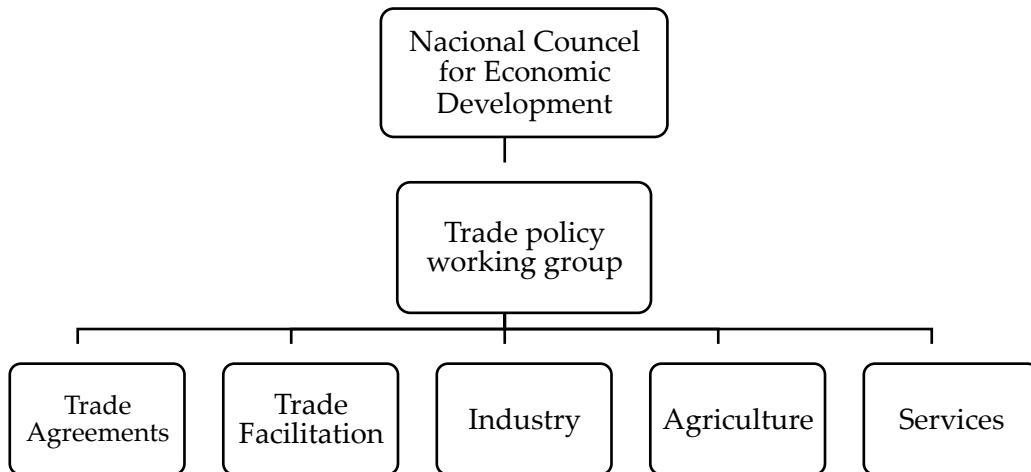 Nacional Councel
for Economic
Development
Trade policy
working group
Trade
Agreements
Trade
Facilitation
Industry
Agriculture
Services